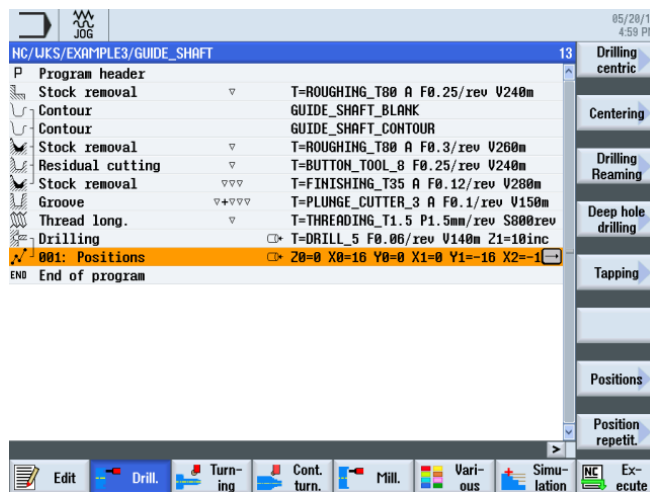 JOG
05/20/1
4:59 P
NC/WKS/EXAMPLE3/GUIDE_SHAFT 13
P Program header
Stock removal ▽ T=ROUGHING_T80 A F0.25/rev V240m
Contour GUIDE_SHAFT_BLANK
Contour GUIDE_SHAFT_CONTOUR
Stock removal ▽ T=ROUGHING_T80 A F0.3/rev V260m
Residual cutting ▽ T=BUTTON_TOOL_8 F0.25/rev V240m
Stock removal ▽▽▽ T=FINISHING_T35 A F0.12/rev V280m
Groove ▽+▽▽▽ T=PLUNGE_CUTTER_3 A F0.1/rev V150m
Thread long. ▽ T=THREADING_T1.5 P1.5mm/rev S800rev
Drilling T=DRILL_5 F0.06/rev V140m Z1=10inc
001: Positions Z0=0 X0=16 Y0=0 X1=0 Y1=-16 X2=-1
END End of program
Drilling
centric
Centering
Drilling
Reaming
Deep hole
drilling
Tapping
Positions
Position
repetit.
>
Edit
Drill.
Turn-
ing
Cont.
turn.
Mill.
Vari-
ous
Simu-
lation
NC Ex-
ecute